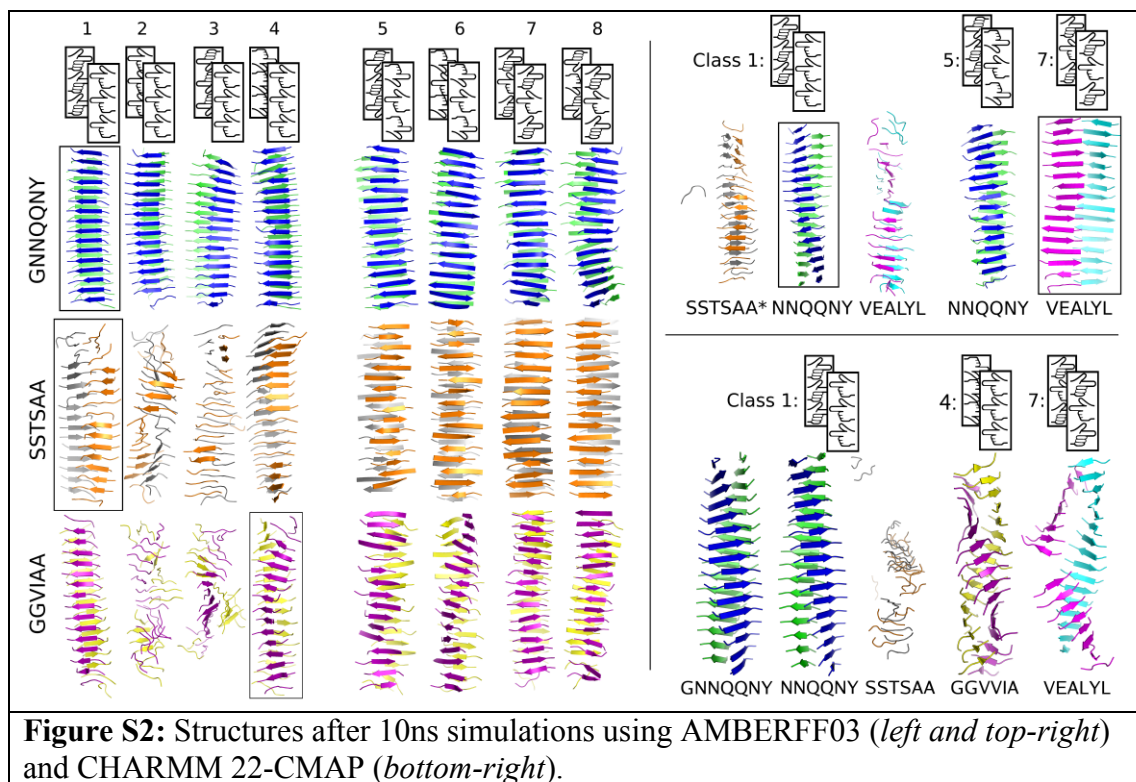 1 2 3 4 5 6 7 8
GNNQQNY
SSTSAA
GGVIAA
Class 1: 5: 7:
SSTSAA* NNQQNY VEALYL NNQQNY VEALYL
Class 1: 4: 7:
GNNQQNY NNQQNY SSTSAA GGVVIA VEALYL
Figure S2: Structures after 10ns simulations using AMBERFF03 (left and top-right)
and CHARMM 22-CMAP (bottom-right).